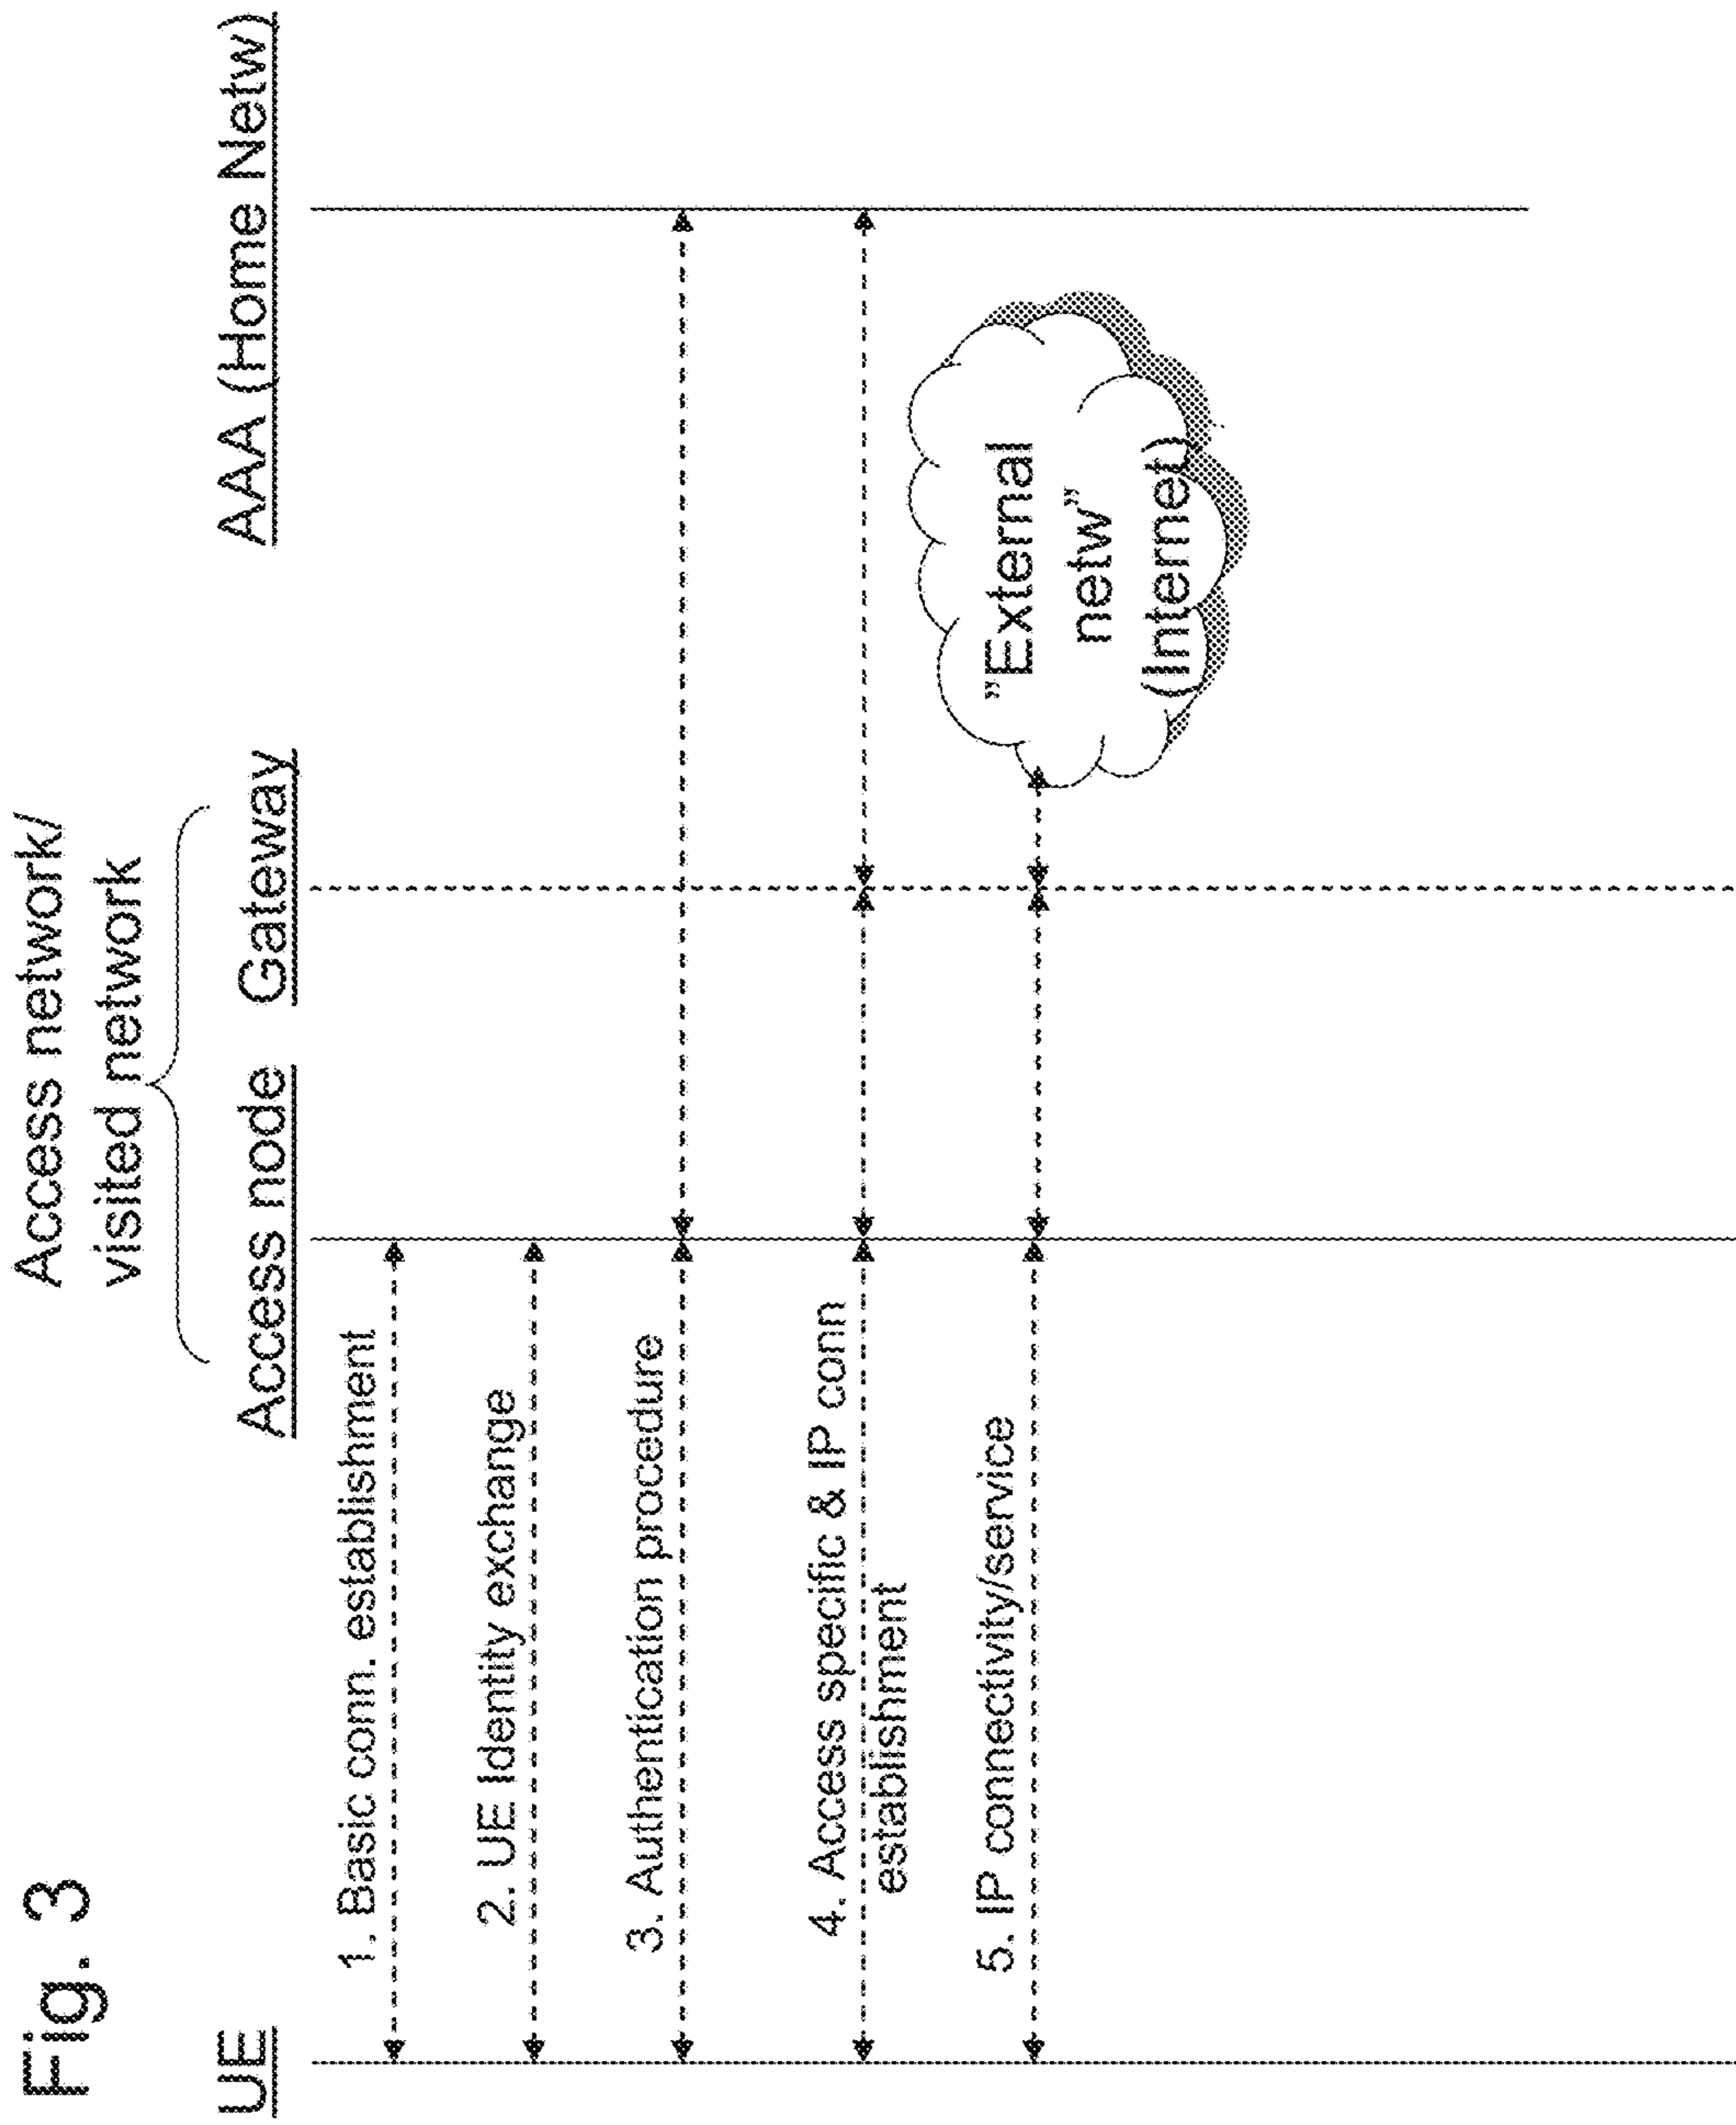 Fig. 3
Access network/
visited network
UE
Access node
Gateway
AAA (Home Netw)
1. Basic conn. establishment
2. UE Identity exchange
3. Authentication procedure
4. Access specific & IP conn
establishment
5. IP connectivity/service
"External
netw"
(Internet)